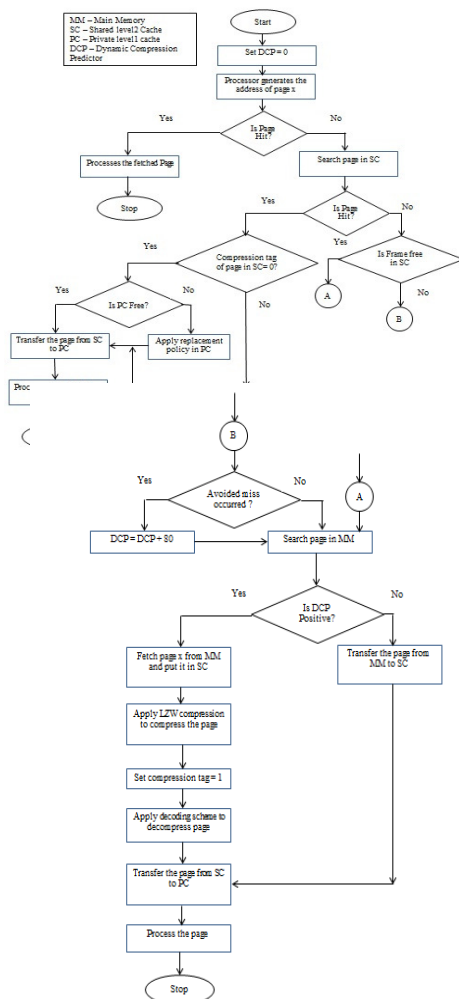 MM – Main Memory
SC – Shared level2 Cache
PC – Private level1 cache
DCP – Dynamic Compression
Predictor
Start
Set DCP = 0
Processor generates the
address of page x
Is Page
Hit?
Yes
No
Processes the fetched Page
Stop
Search page in SC
Is Page
Hit?
Yes
No
Compression tag
of page in SC= 0?
Yes
No
Is Frame free
in SC
Yes
No
A
B
Is PC Free?
Yes
No
Transfer the page from SC
to PC
Apply replacement
policy in PC
Proc
B
Avoided miss
occurred ?
Yes
No
A
DCP = DCP + 80
Search page in MM
Is DCP
Positive?
Yes
No
Fetch page x from MM
and put it in SC
Transfer the page from
MM to SC
Apply LZW compression
to compress the page
Set compression tag = 1
Apply decoding scheme to
decompress page
Transfer the page from SC
to PC
Process the page
Stop